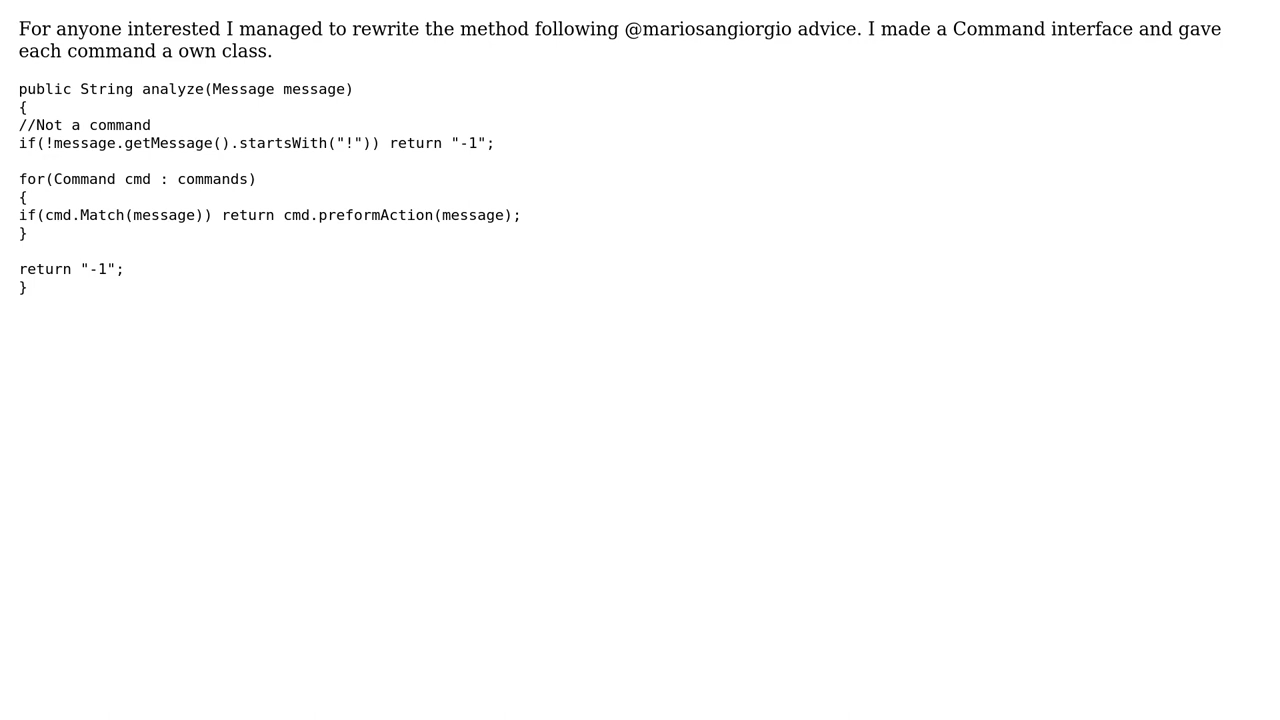 For anyone interested I managed to rewrite the method following @mariosangiorgio advice. I made a Command interface and gave
each command a own class.
public String analyze(Message message)
{
//Not a command
if(!message.getMessage().startsWith("!")) return "-1";
for(Command cmd : commands)
{
if(cmd.Match(message)) return cmd.preformAction(message);
}
return "-1";
}